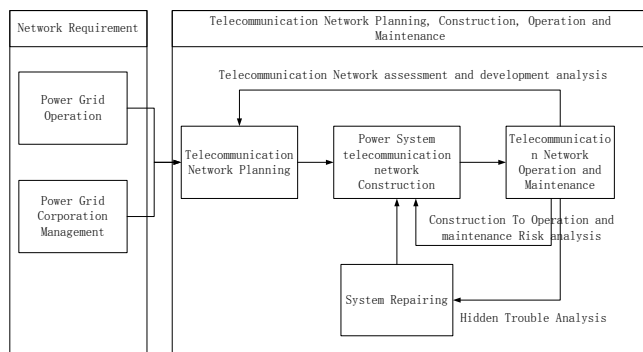 Network Requirement
Telecommunication Network Planning, Construction, Operation and
Maintenance
Telecommunication Network assessment and development analysis
Power Grid
Operation
Telecommunication
Network Planning
Power System
telecommunication
network
Construction
Telecommunicatio
n Network
Operation and
Maintenance
Power Grid
Corporation
Management
Construction To Operation and
maintenance Risk analysis
System Repairing
Hidden Trouble Analysis